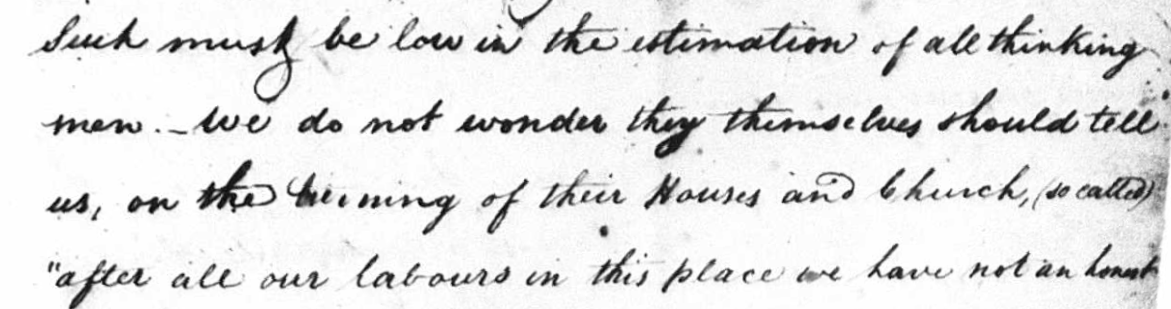 Such must be low in the estimation of all thinking
men. - We do not wonder they themselves should tell
us, on the burning of their Houses and Church, (so called)
"after all our labours in this place we have not an honest